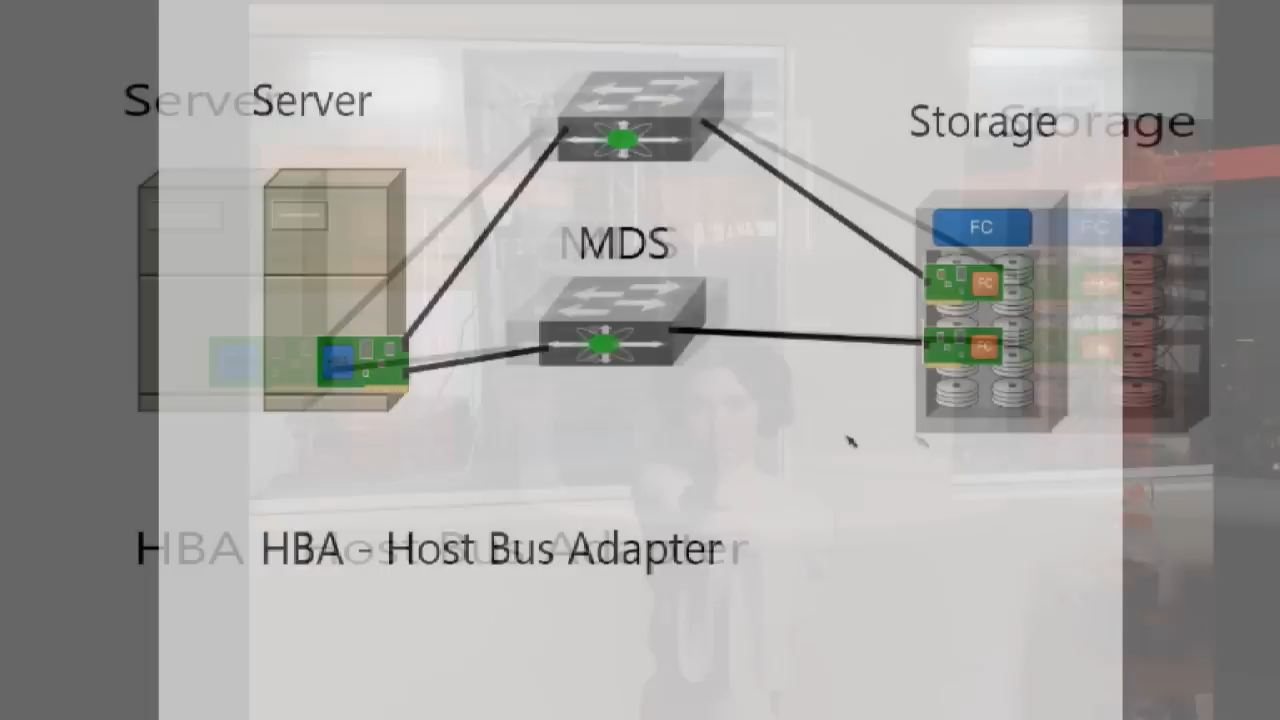 Server
Storage
FC
MDS
FC
FC
HBA - Host Bus Adapter